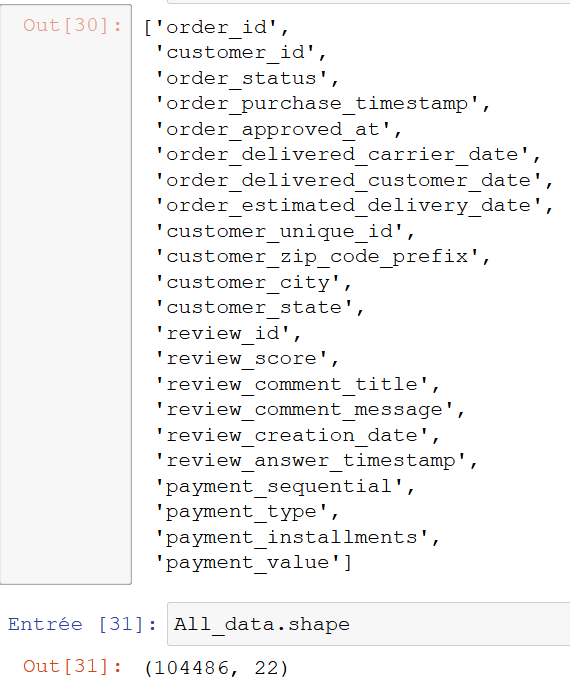 Out[30]: ['order_id',
'customer_id',
'order_status',
'order_purchase_timestamp',
'order_approved_at',
'order_delivered_carrier_date',
'order_delivered_customer_date',
'order_estimated_delivery_date',
'customer_unique_id',
'customer_zip_code_prefix',
'customer_city',
'customer_state',
'review_id',
'review_score',
'review_comment_title',
'review_comment_message',
'review_creation_date',
'review_answer_timestamp',
'payment_sequential',
'payment_type',
'payment_installments',
'payment_value']
Entrée [31]: All_data.shape
Out[31]: (104486, 22)